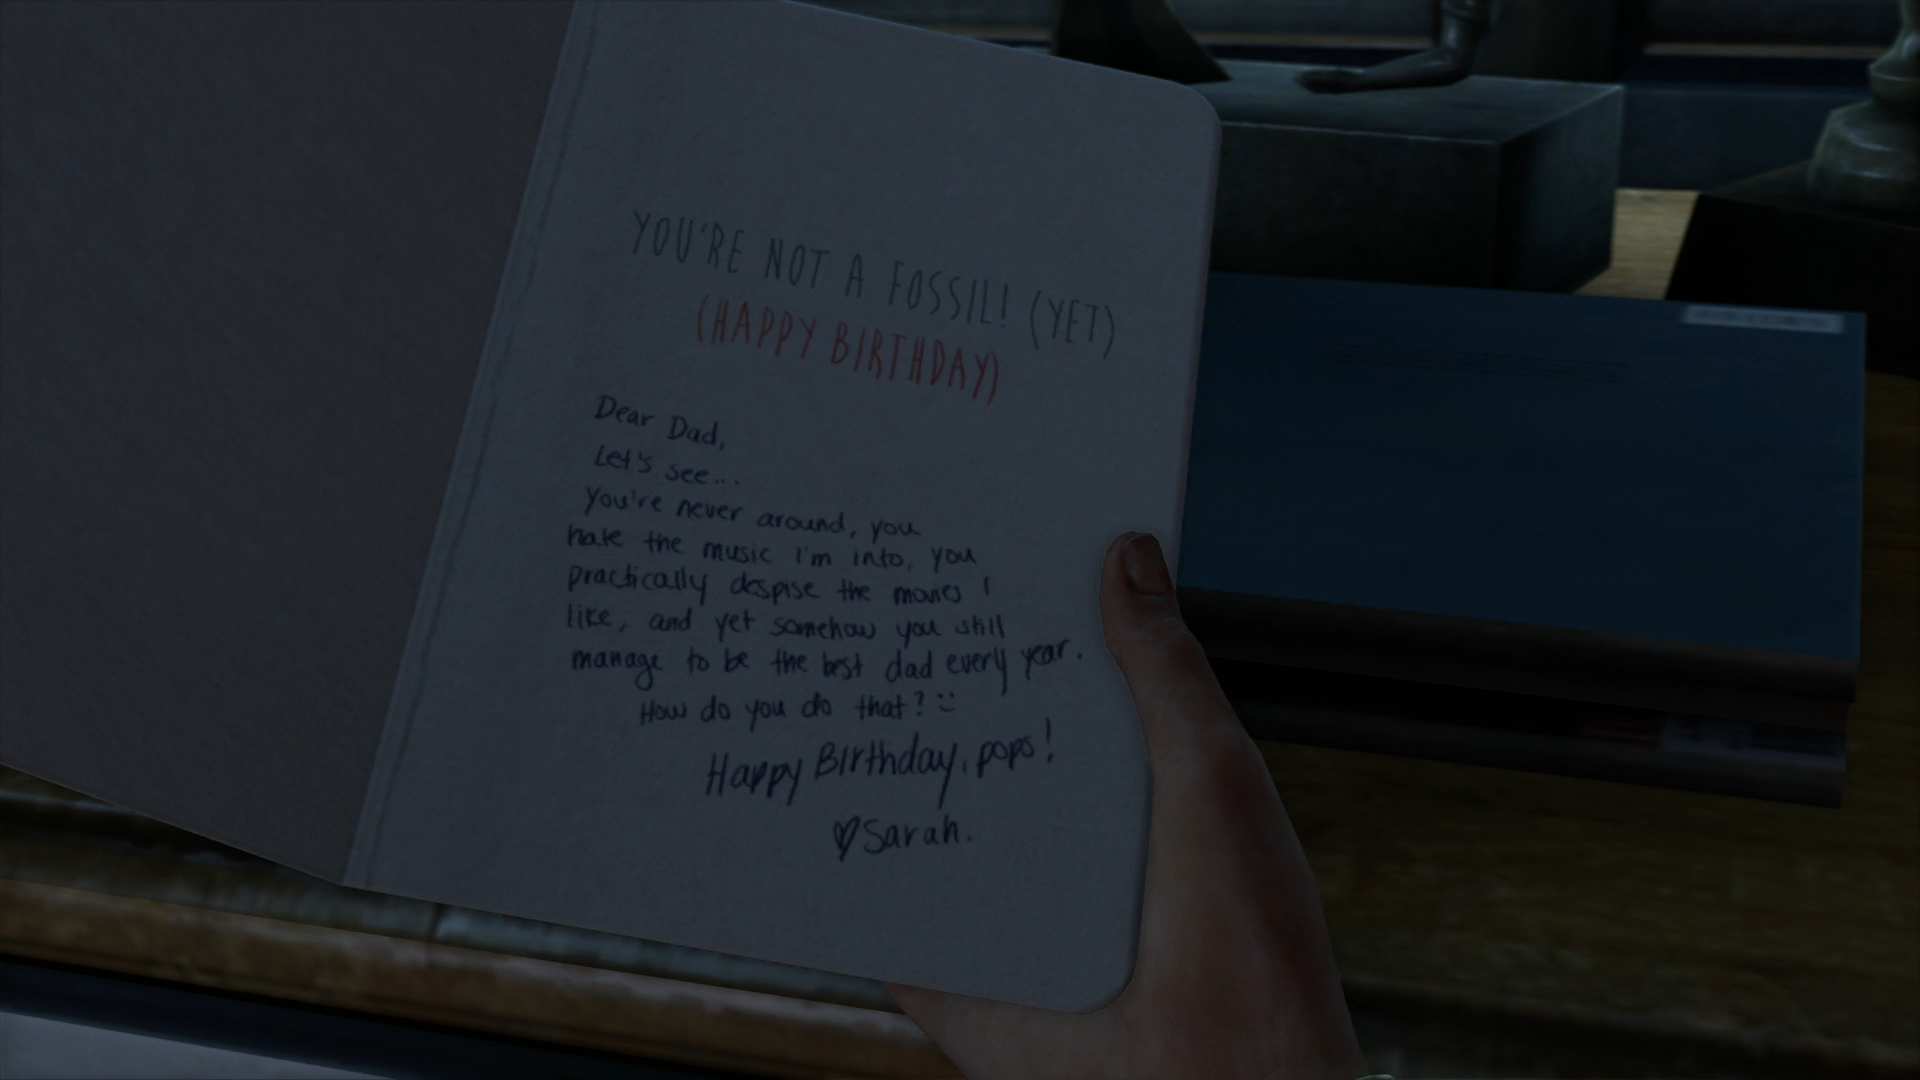 YOU'RE NOT A FOSSIL! (YET)
(HAPPY BIRTHDAY)
Dear Dad,
Let's see...
you're never around, you
hate the music I'm into, you
practically despise the movies I
like, and yet somehow you still
manage to be the best dad every year.
How do you do that? :)
Happy Birthday, pops!
♡ Sarah.